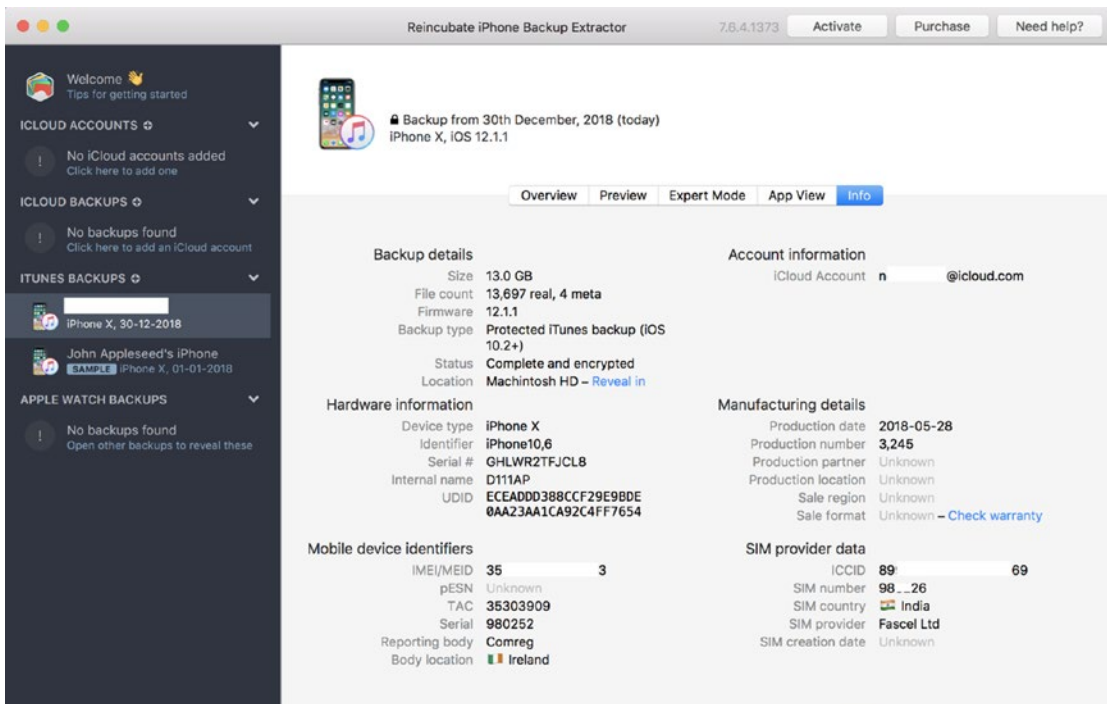 Reincubate iPhone Backup Extractor
7.6.4.1373
Activate
Purchase
Need help?
Welcome 👋
Tips for getting started
ICLOUD ACCOUNTS
No iCloud accounts added
Click here to add one
ICLOUD BACKUPS
No backups found
Click here to add an iCloud account
ITUNES BACKUPS
iPhone X, 30-12-2018
John Appleseed's iPhone
SAMPLE iPhone X, 01-01-2018
APPLE WATCH BACKUPS
No backups found
Open other backups to reveal these
Backup from 30th December, 2018 (today)
iPhone X, iOS 12.1.1
Overview
Preview
Expert Mode
App View
Info
Backup details
Size 13.0 GB
File count 13,697 real, 4 meta
Firmware 12.1.1
Backup type Protected iTunes backup (iOS
10.2+)
Status Complete and encrypted
Location Machintosh HD – Reveal in
Account information
iCloud Account n @icloud.com
Hardware information
Device type iPhone X
Identifier iPhone10,6
Serial # GHLWR2TFJCL8
Internal name D111AP
UDID ECEADDD388CCF29E9BDE
0AA23AA1CA92C4FF7654
Manufacturing details
Production date 2018-05-28
Production number 3,245
Production partner Unknown
Production location Unknown
Sale region Unknown
Sale format Unknown – Check warranty
Mobile device identifiers
IMEI/MEID 35 3
pESN Unknown
TAC 35303909
Serial 980252
Reporting body Comreg
Body location Ireland
SIM provider data
ICCID 89 69
SIM number 98 26
SIM country India
SIM provider Fascel Ltd
SIM creation date Unknown